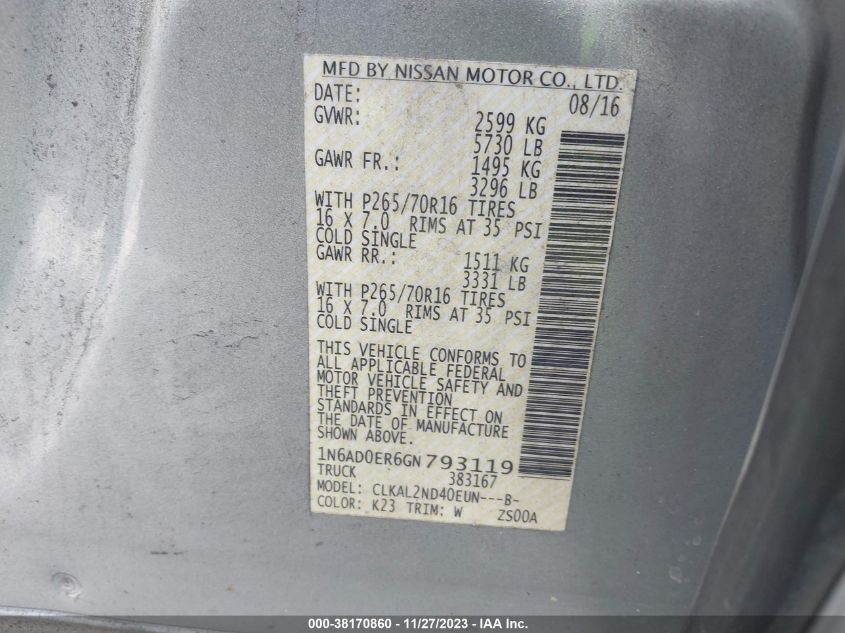 MFD BY NISSAN MOTOR CO., LTD.
DATE: 08/16
GVWR: 2599 KG
5730 LB
GAWR FR.: 1495 KG
3296 LB
WITH P265/70R16 TIRES
16 X 7.0 RIMS AT 35 PSI
COLD SINGLE
GAWR RR.: 1511 KG
3331 LB
WITH P265/70R16 TIRES
16 X 7.0 RIMS AT 35 PSI
COLD SINGLE
THIS VEHICLE CONFORMS TO
ALL APPLICABLE FEDERAL
MOTOR VEHICLE SAFETY AND
THEFT PREVENTION
STANDARDS IN EFFECT ON
THE DATE OF MANUFACTURE
SHOWN ABOVE.
1N6AD0ER6GN793119
TRUCK 383167
MODEL: CLKAL2ND40EUN---B-
COLOR: K23 TRIM: W ZS00A
000-38170860 - 11/27/2023 - IAA Inc.